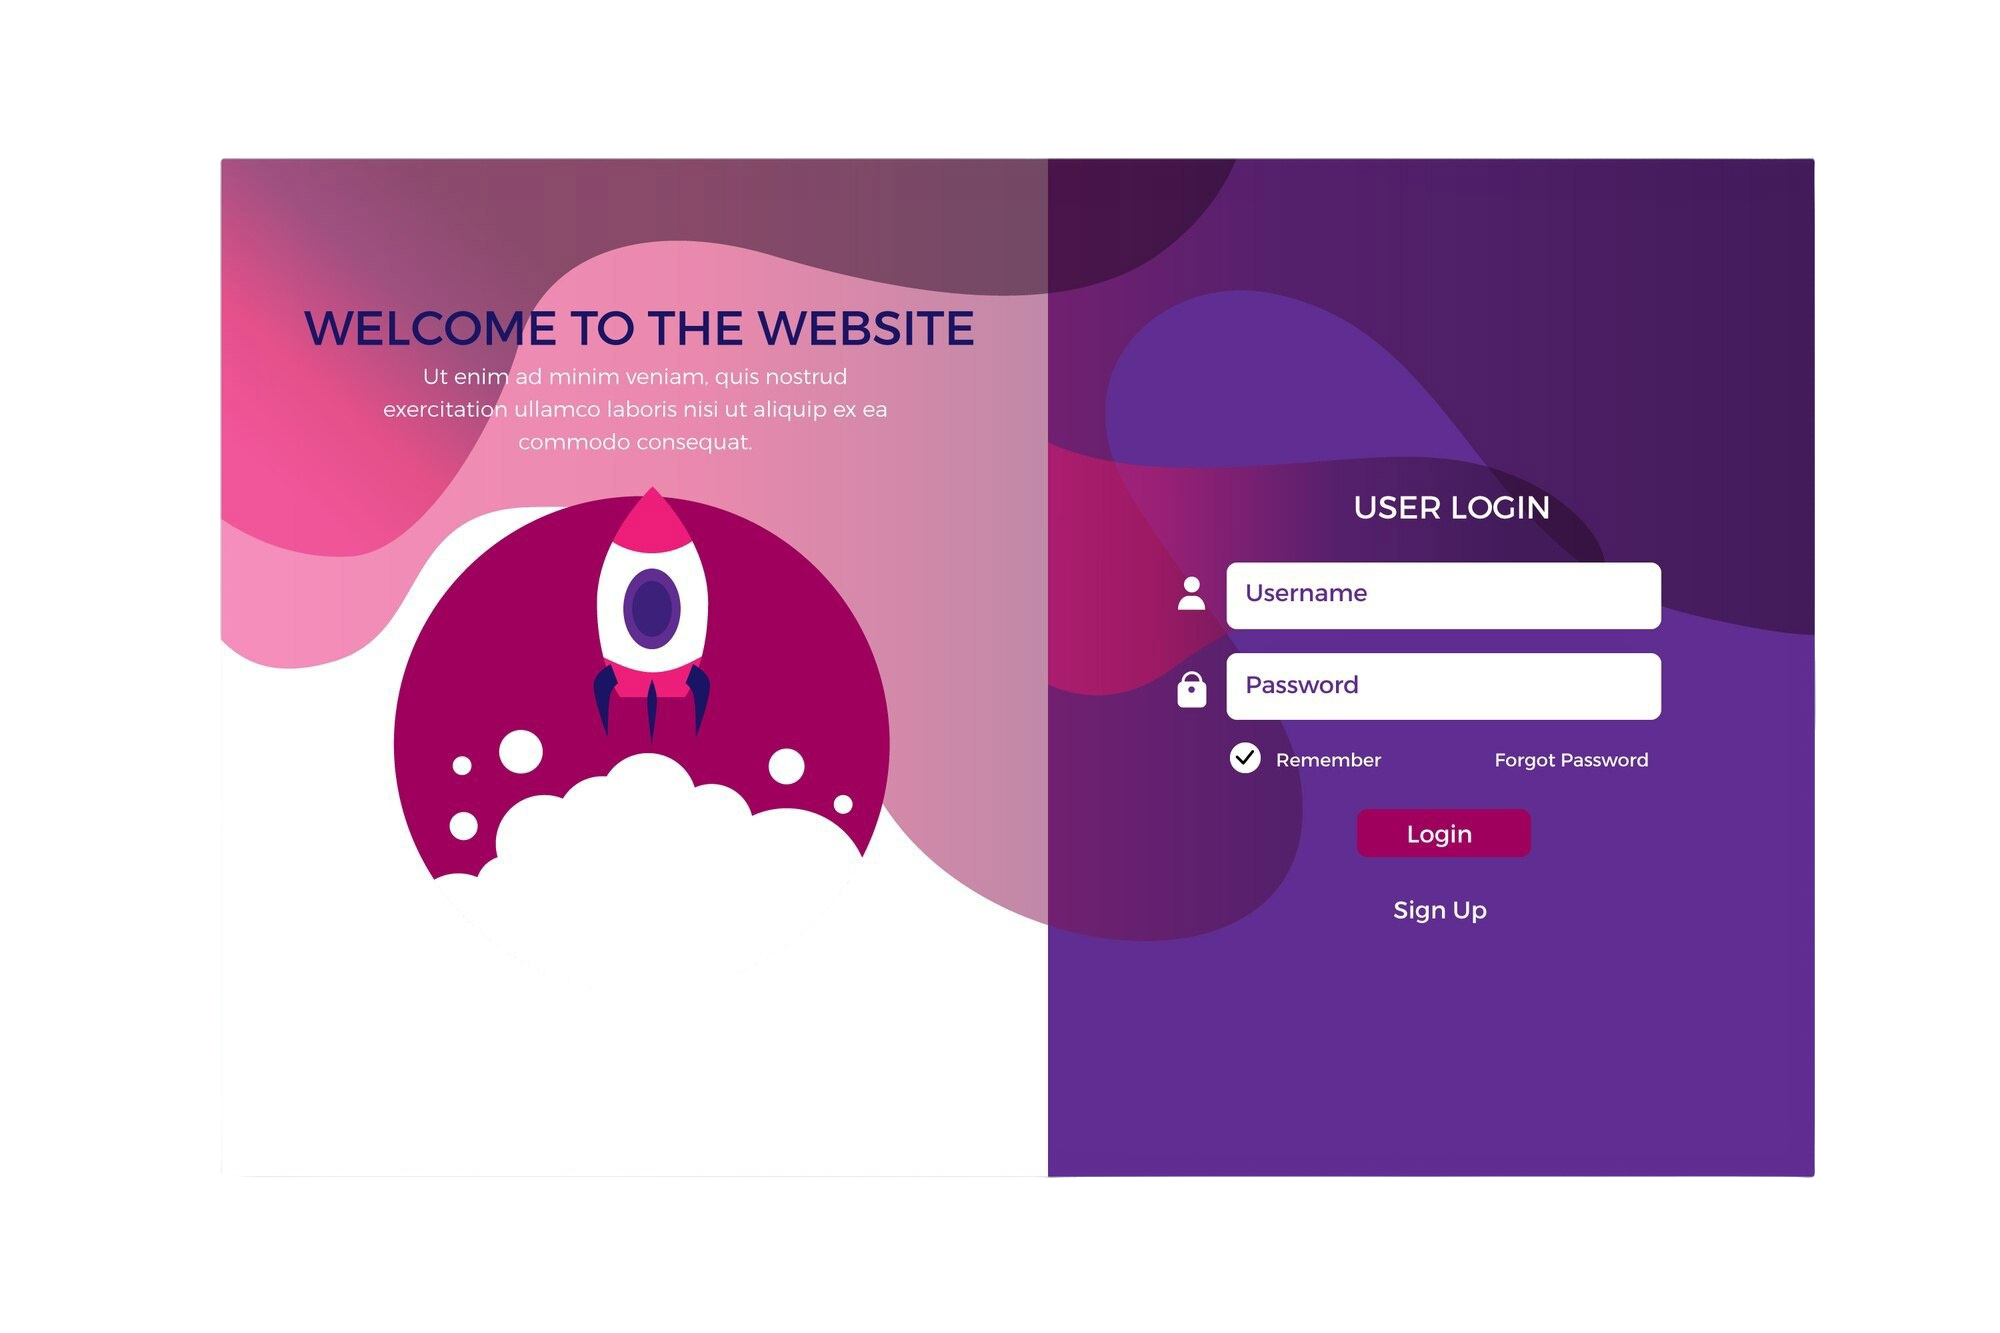 WELCOME TO THE WEBSITE
Ut enim ad minim veniam, quis nostrud
exercitation ullamco laboris nisi ut aliquip ex ea
commodo consequat.
USER LOGIN
Username
Password
Remember
Forgot Password
Login
Sign Up